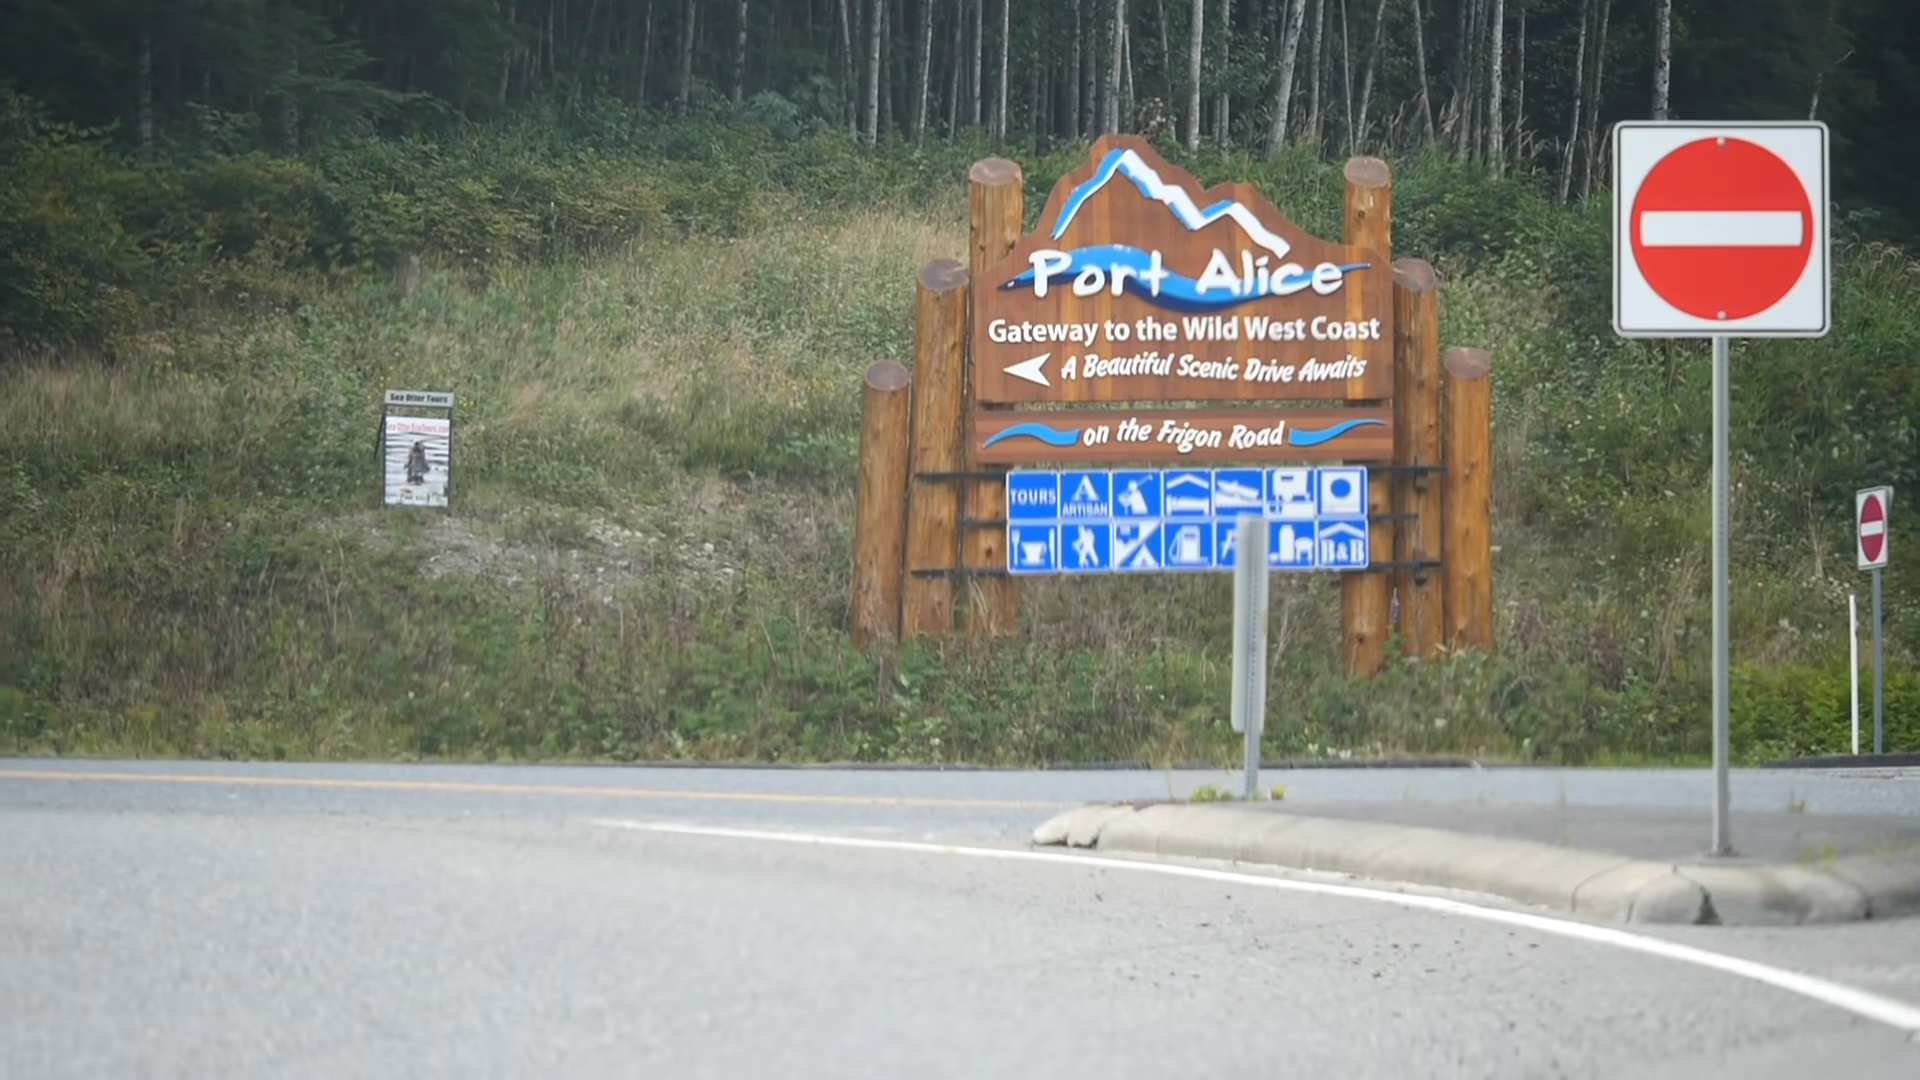 Port Alice
Gateway to the Wild West Coast
A Beautiful Scenic Drive Awaits
on the Frigon Road
TOURS
A
ARTISAN
B&B
Sea Otter Tours